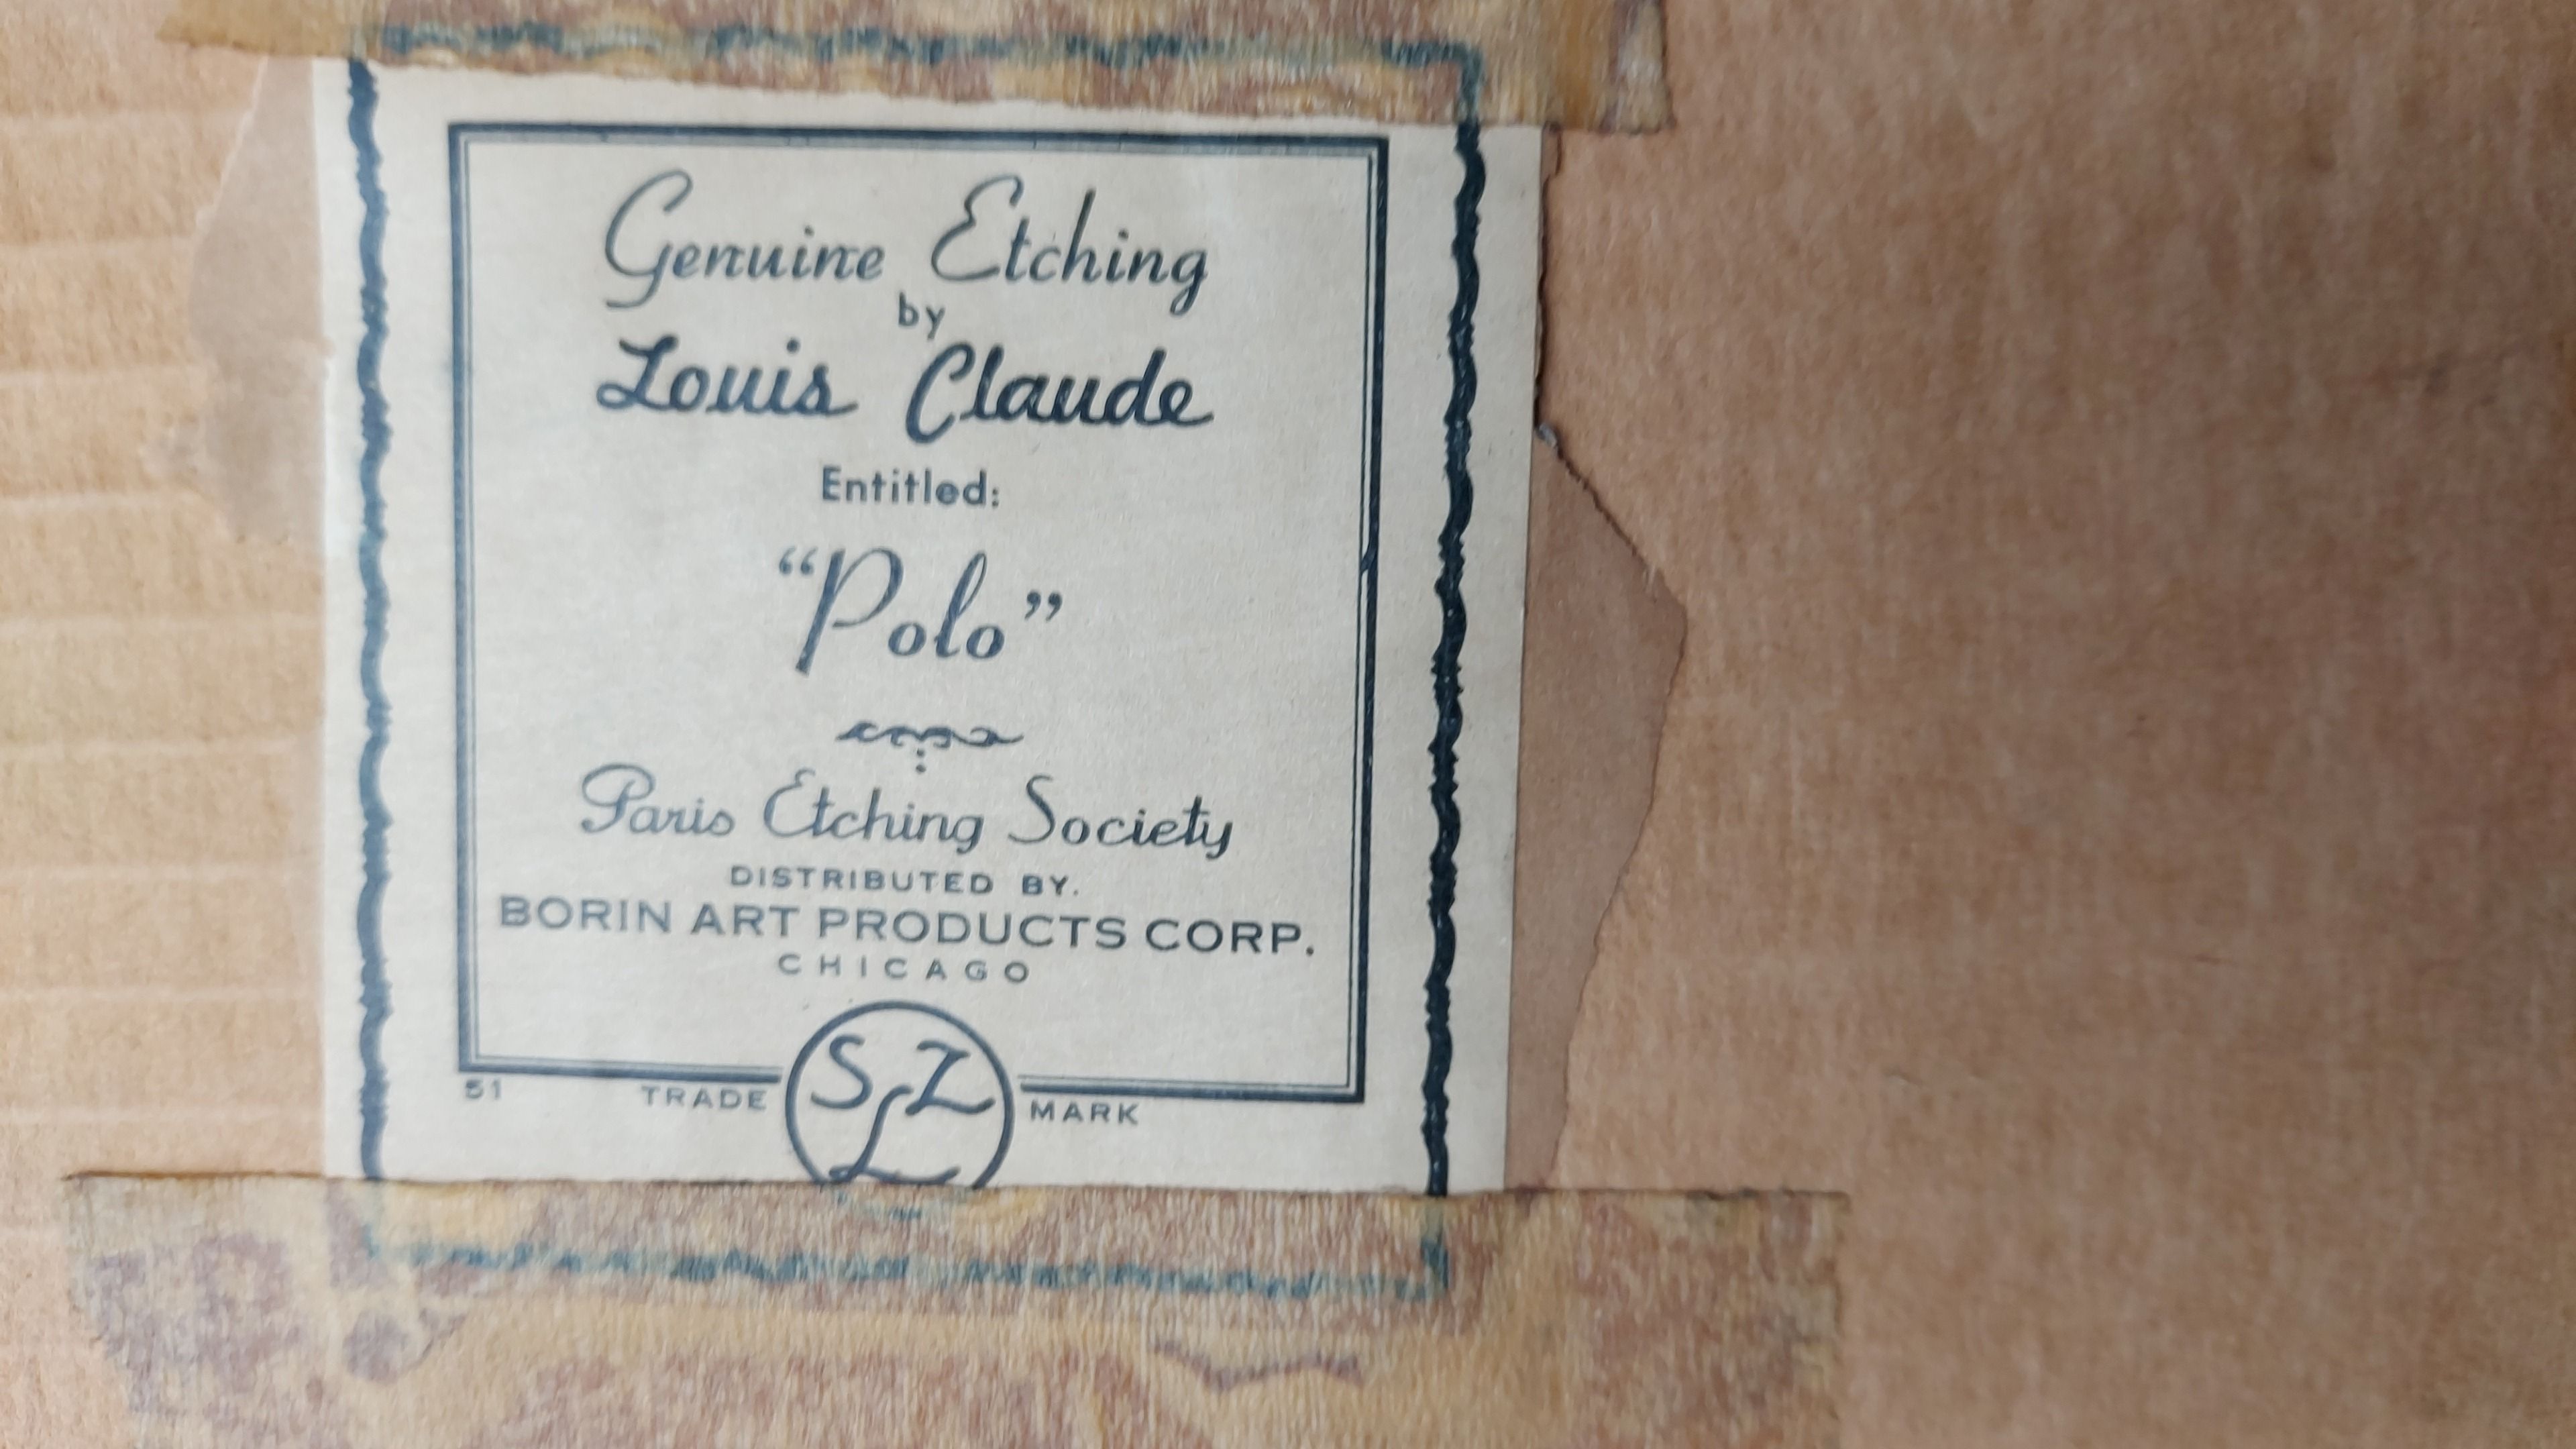 Genuine Etching
by
Louis Claude
Entitled:
“Polo”
Paris Etching Society
DISTRIBUTED BY.
BORIN ART PRODUCTS CORP.
CHICAGO
S L Z
51 TRADE MARK